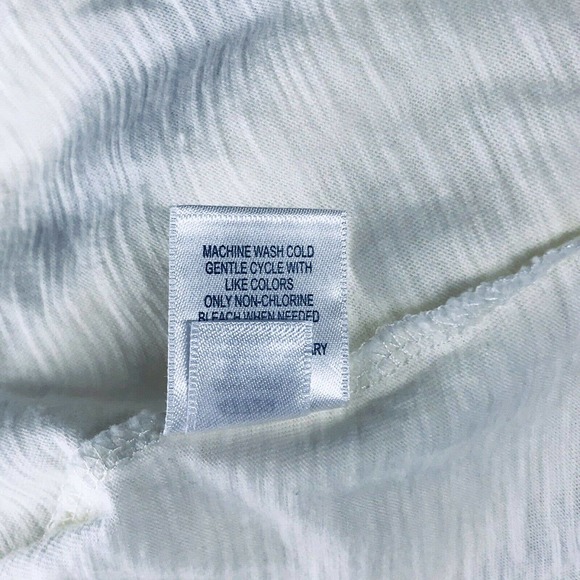 MACHINE WASH COLD
GENTLE CYCLE WITH
LIKE COLORS
ONLY NON-CHLORINE
BLEACH WHEN NEEDED